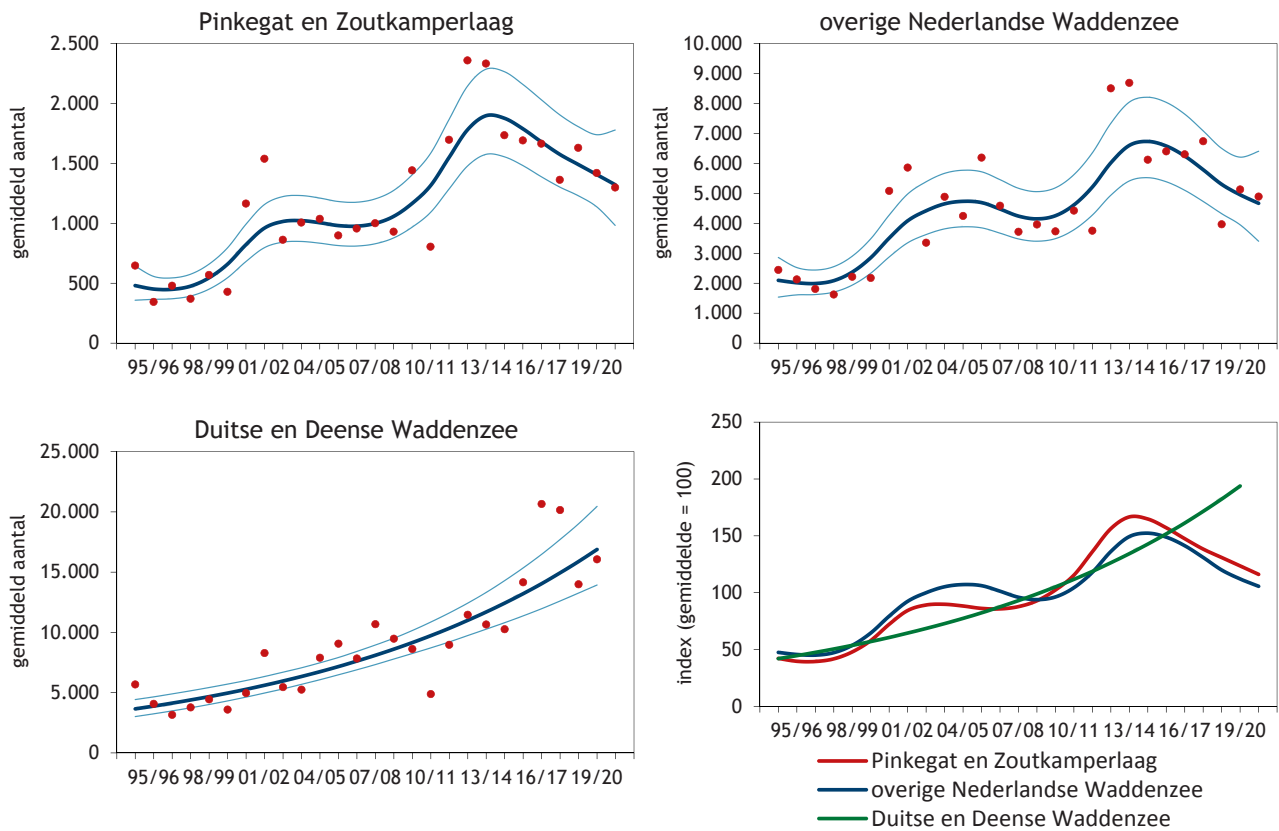 Pinkegat en Zoutkamperlaag
gemiddeld aantal
2.500
2.000
1.500
1.000
500
0
95/96 98/99 01/02 04/05 07/08 10/11 13/14 16/17 19/20
overige Nederlandse Waddenzee
gemiddeld aantal
10.000
9.000
8.000
7.000
6.000
5.000
4.000
3.000
2.000
1.000
0
95/96 98/99 01/02 04/05 07/08 10/11 13/14 16/17 19/20
Duitse en Deense Waddenzee
gemiddeld aantal
25.000
20.000
15.000
10.000
5.000
0
95/96 98/99 01/02 04/05 07/08 10/11 13/14 16/17 19/20
index (gemiddelde = 100)
250
200
150
100
50
0
95/96 98/99 01/02 04/05 07/08 10/11 13/14 16/17 19/20
Pinkegat en Zoutkamperlaag
overige Nederlandse Waddenzee
Duitse en Deense Waddenzee